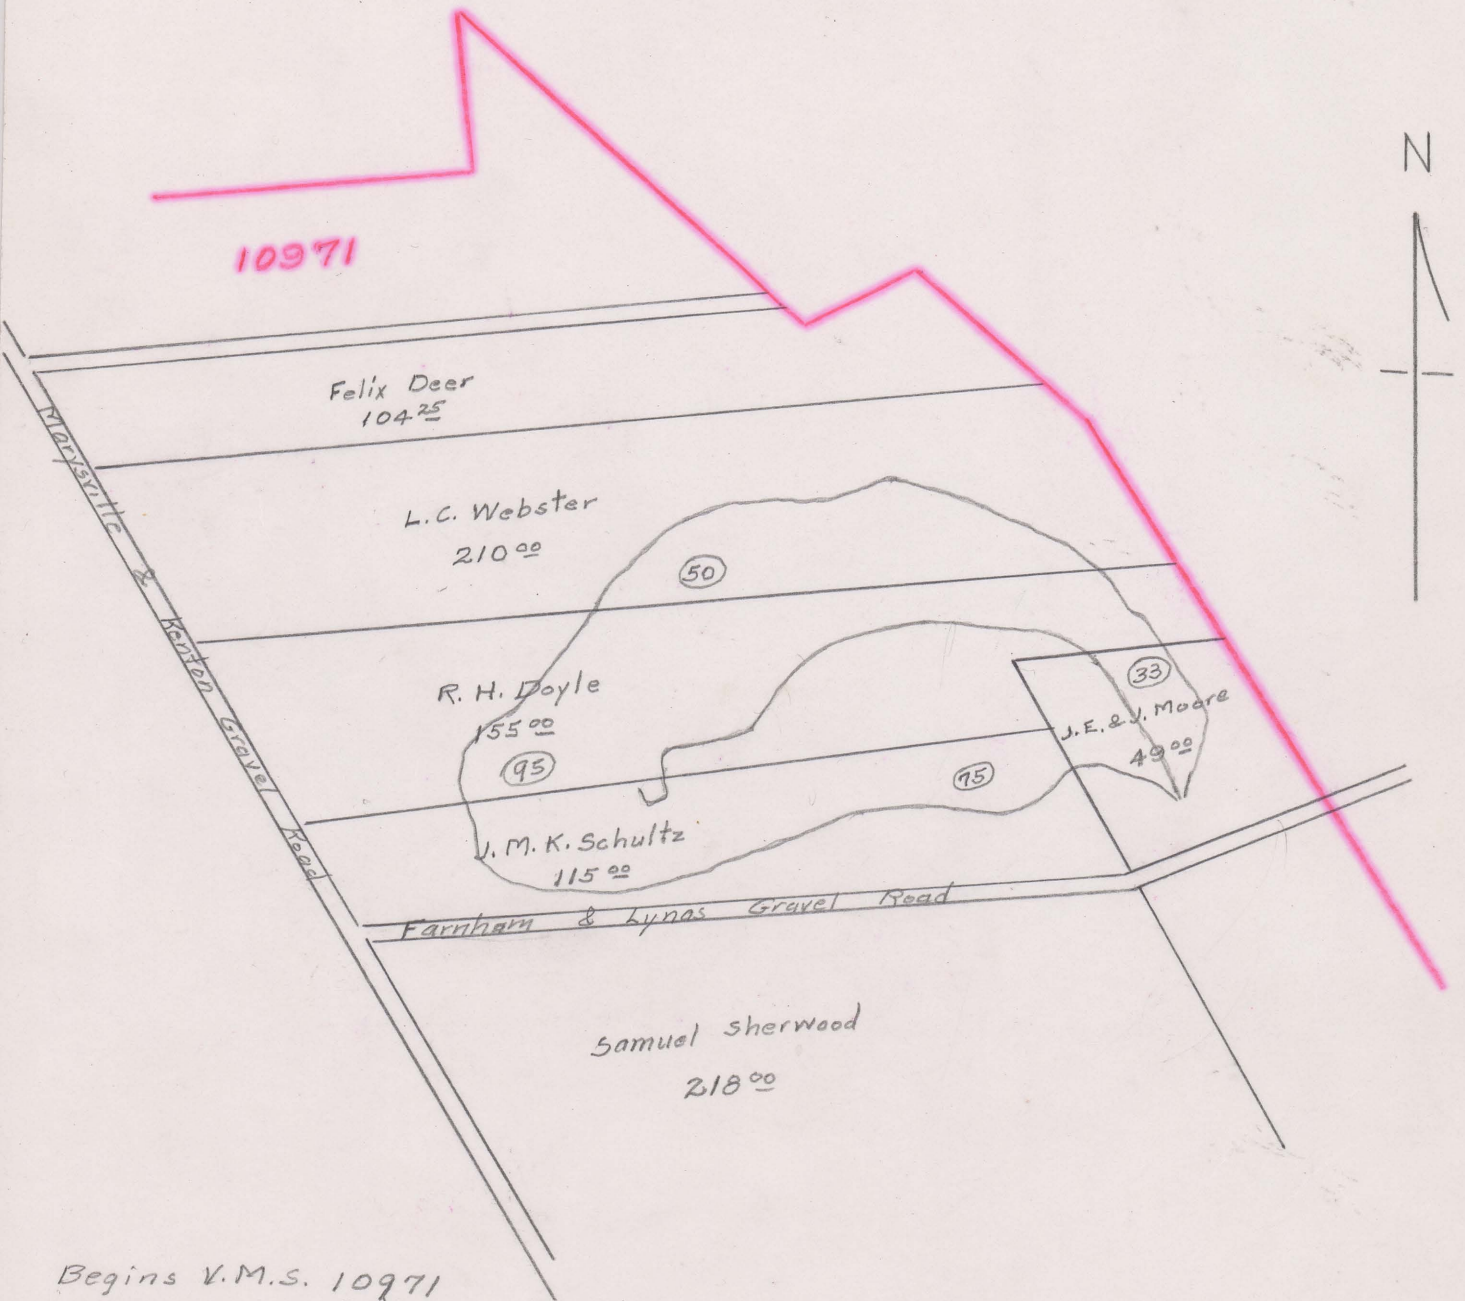 N
10971
Felix Deer
104 25
L.C. Webster
210 00
50
R. H. Doyle
155 00
95
33
J.E. & J. Moore
49 00
75
J. M. K. Schultz
115 00
Marysville & Kenton Gravel Road
Farnham & Lynas Gravel Road
Samuel Sherwood
218 00
Begins V.M.S. 10971